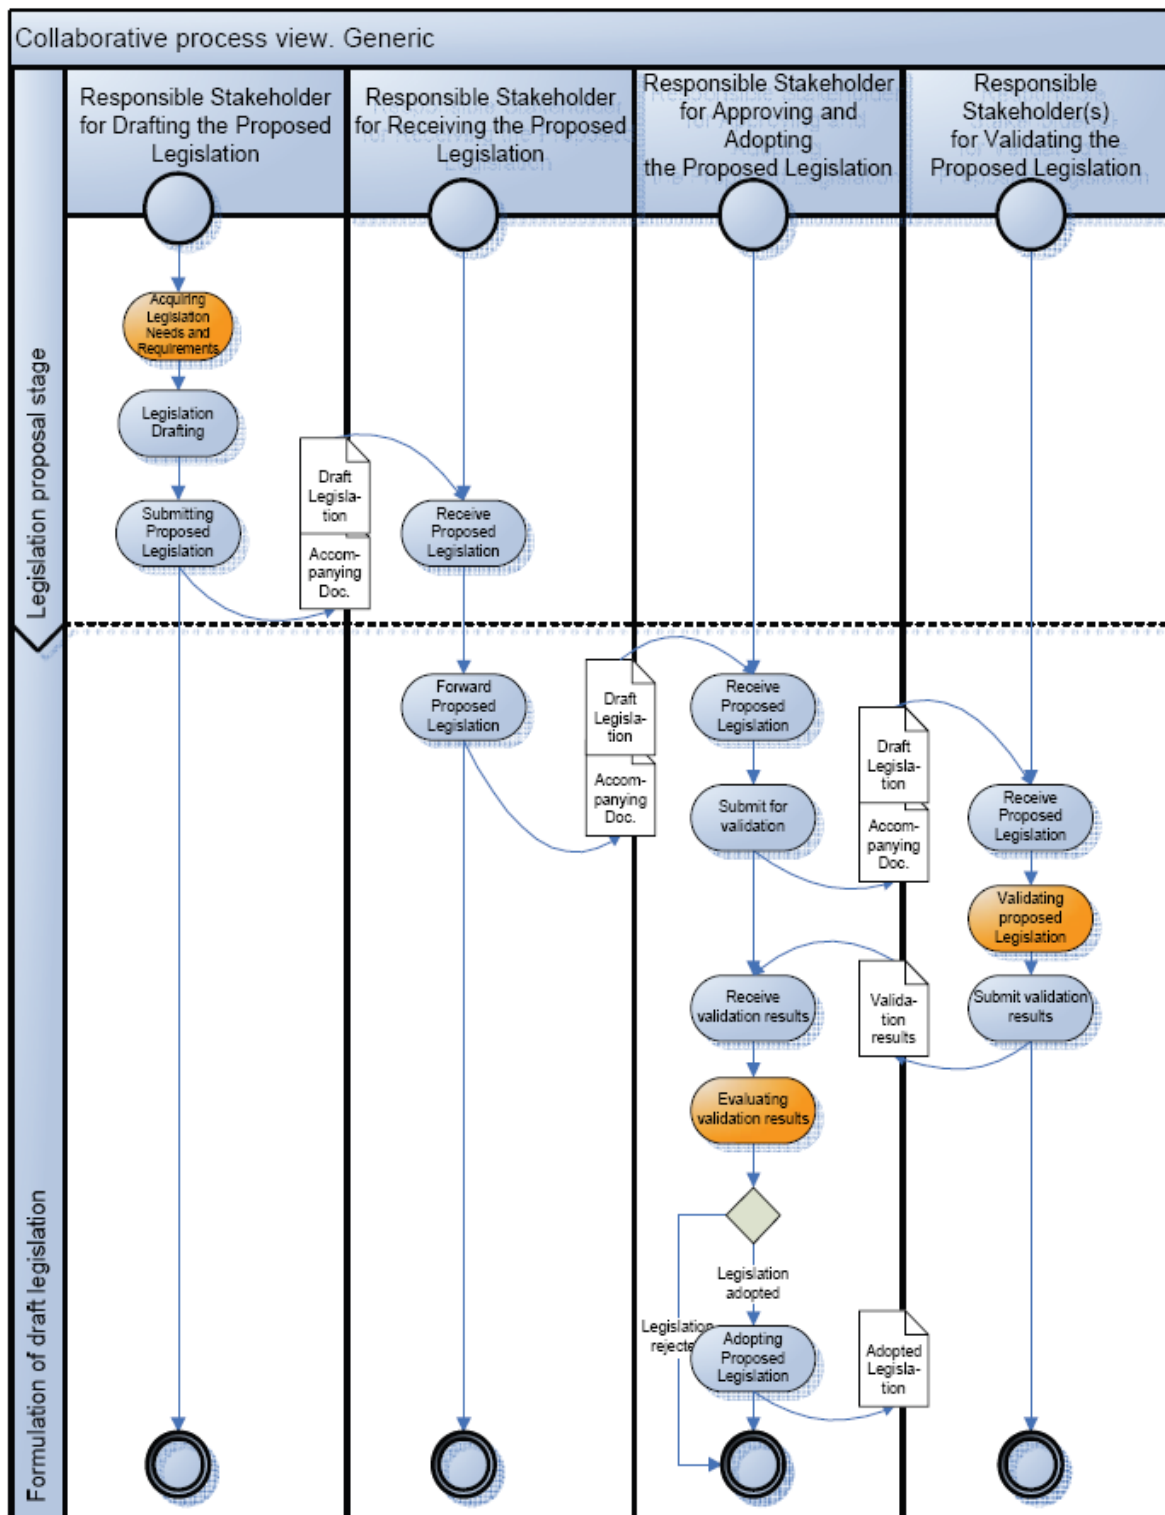 Collaborative process view. Generic
Legislation proposal stage
Formulation of draft legislation
Responsible Stakeholder
for Drafting the Proposed
Legislation
Responsible Stakeholder
for Receiving the Proposed
Legislation
Responsible Stakeholder
for Approving and
Adopting
the Proposed Legislation
Responsible
Stakeholder(s)
for Validating the
Proposed Legislation
Acquiring
Legislation
Needs and
Requirements
Legislation
Drafting
Submitting
Proposed
Legislation
Draft
Legisla-
tion
Accom-
panying
Doc.
Receive
Proposed
Legislation
Forward
Proposed
Legislation
Draft
Legisla-
tion
Accom-
panying
Doc.
Receive
Proposed
Legislation
Submit for
validation
Draft
Legisla-
tion
Accom-
panying
Doc.
Receive
Proposed
Legislation
Validating
proposed
Legislation
Submit validation
results
Valida-
tion
results
Receive
validation results
Evaluating
validation results
Legislation
adopted
Legislation
rejecte
Adopting
Proposed
Legislation
Adopted
Legisla-
tion